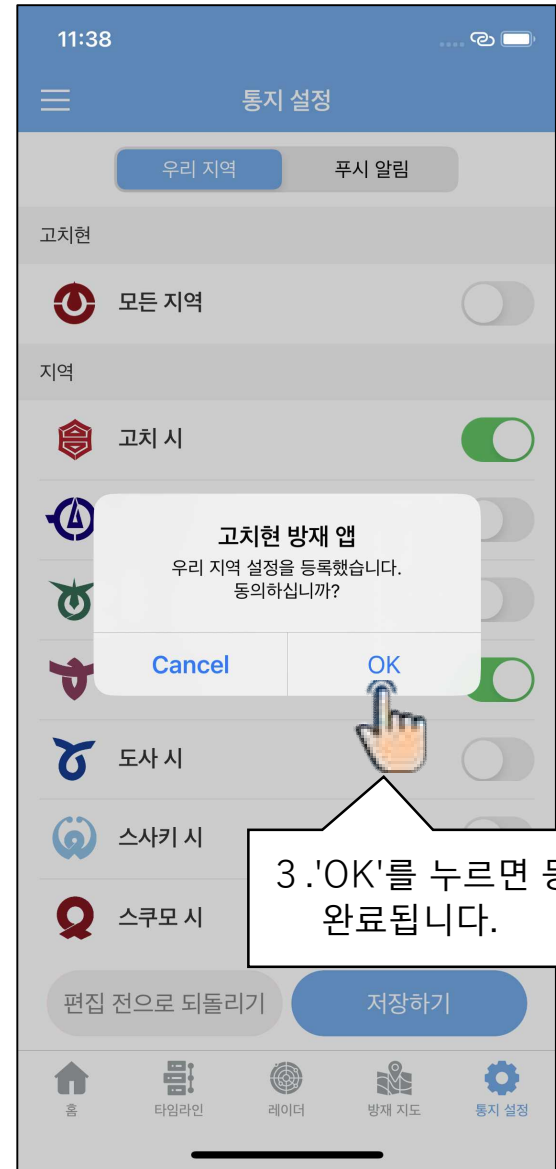 11:38
통지 설정
우리 지역
푸시 알림
고치현
모든 지역
지역
고치 시
고치현 방재 앱
우리 지역 설정을 등록했습니다.
동의하십니까?
Cancel
OK
도사 시
스사키 시
3.'OK'를 누르면
완료됩니다.
스쿠모 시
편집 전으로 되돌리기
저장하기
홈
타임라인
레이더
방재 지도
통지 설정